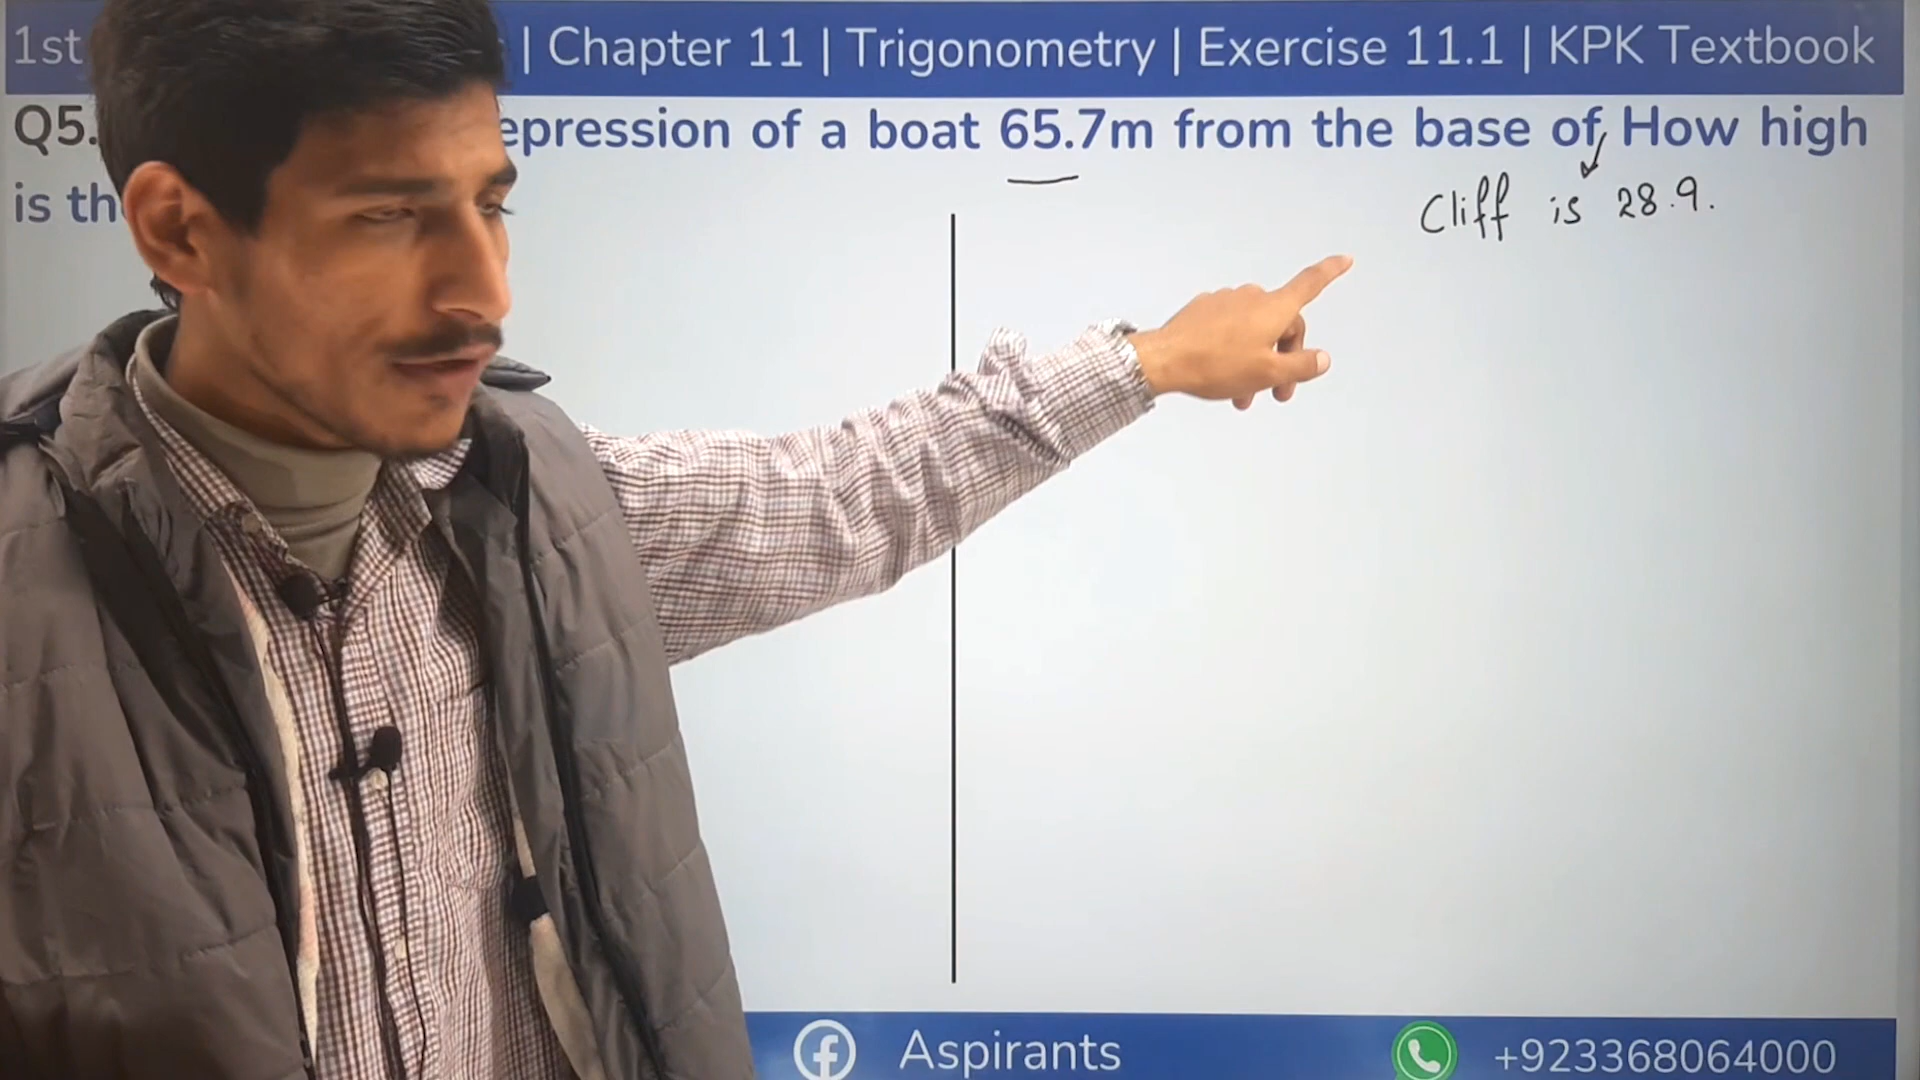 1st | Chapter 11 | Trigonometry | Exercise 11.1 | KPK Textbook
Q5. epression of a boat 65.7m from the base of, How high
Cliff is 28.9.
is th
Aspirants
+923368064000